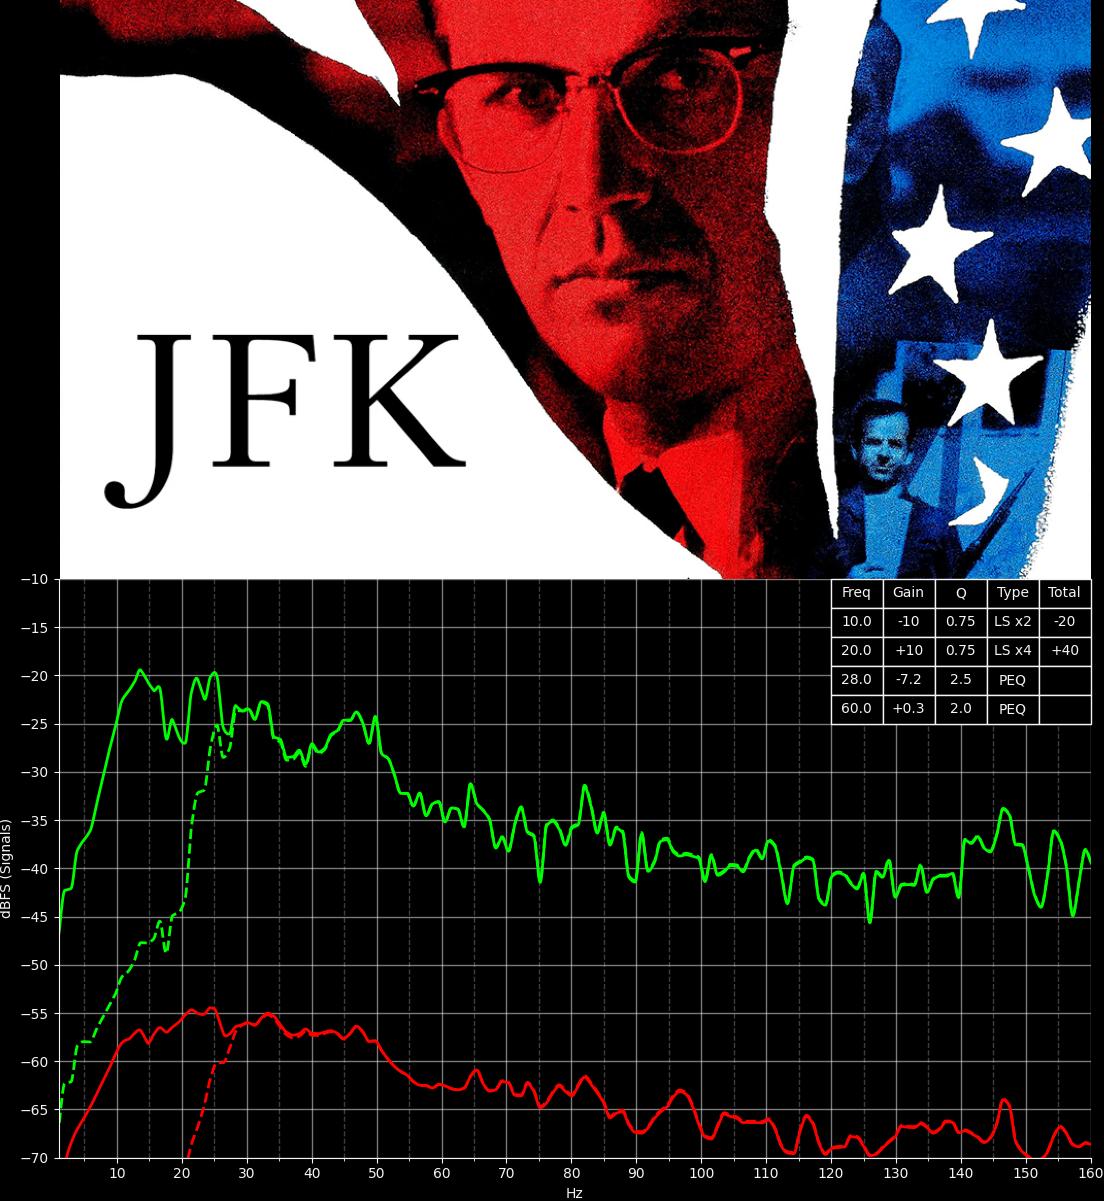 JFK
Freq Gain Q Type Total
10.0 -10 0.75 LS x2 -20
20.0 +10 0.75 LS x4 +40
28.0 -7.2 2.5 PEQ
60.0 +0.3 2.0 PEQ
−10
−15
−20
−25
−30
−35
−40
−45
−50
−55
−60
−65
−70
dBFS (Signals)
10 20 30 40 50 60 70 80 90 100 110 120 130 140 150 160
Hz